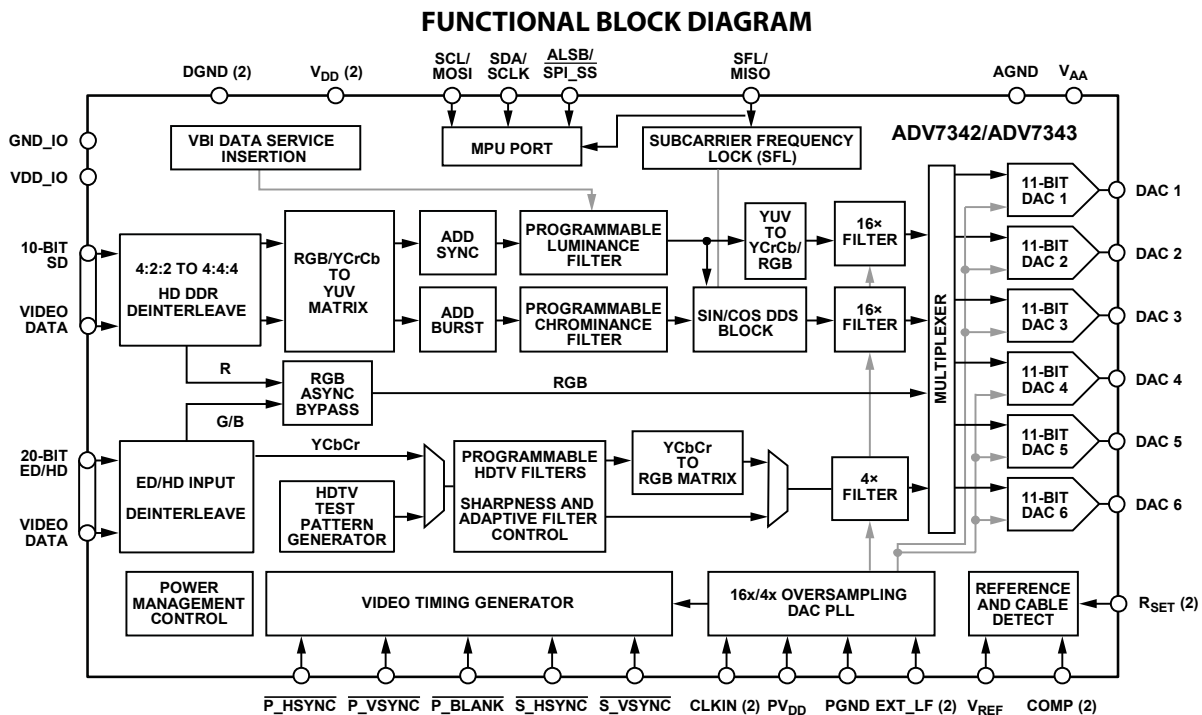 FUNCTIONAL BLOCK DIAGRAM
DGND (2)
VDD (2)
SCL/
MOSI
SDA/
SCLK
ALSB/
SPI_SS
SFL/
MISO
AGND
VAA
GND_IO
VDD_IO
VBI DATA SERVICE
INSERTION
MPU PORT
SUBCARRIER FREQUENCY
LOCK (SFL)
ADV7342/ADV7343
10-BIT
SD
VIDEO
DATA
4:2:2 TO 4:4:4
HD DDR
DEINTERLEAVE
RGB/YCrCb
TO
YUV
MATRIX
ADD
SYNC
PROGRAMMABLE
LUMINANCE
FILTER
YUV
TO
YCrCb/
RGB
16×
FILTER
ADD
BURST
PROGRAMMABLE
CHROMINANCE
FILTER
SIN/COS DDS
BLOCK
16×
FILTER
MULTIPLEXER
11-BIT
DAC 1
DAC 1
11-BIT
DAC 2
DAC 2
11-BIT
DAC 3
DAC 3
11-BIT
DAC 4
DAC 4
11-BIT
DAC 5
DAC 5
11-BIT
DAC 6
DAC 6
R
G/B
RGB
ASYNC
BYPASS
RGB
20-BIT
ED/HD
VIDEO
DATA
ED/HD INPUT
DEINTERLEAVE
YCbCr
HDTV
TEST
PATTERN
GENERATOR
PROGRAMMABLE
HDTV FILTERS
SHARPNESS AND
ADAPTIVE FILTER
CONTROL
YCbCr
TO
RGB MATRIX
4×
FILTER
POWER
MANAGEMENT
CONTROL
VIDEO TIMING GENERATOR
16x/4x OVERSAMPLING
DAC PLL
REFERENCE
AND CABLE
DETECT
RSET (2)
P_HSYNC
P_VSYNC
P_BLANK
S_HSYNC
S_VSYNC
CLKIN (2)
PVDD
PGND
EXT_LF (2)
VREF
COMP (2)